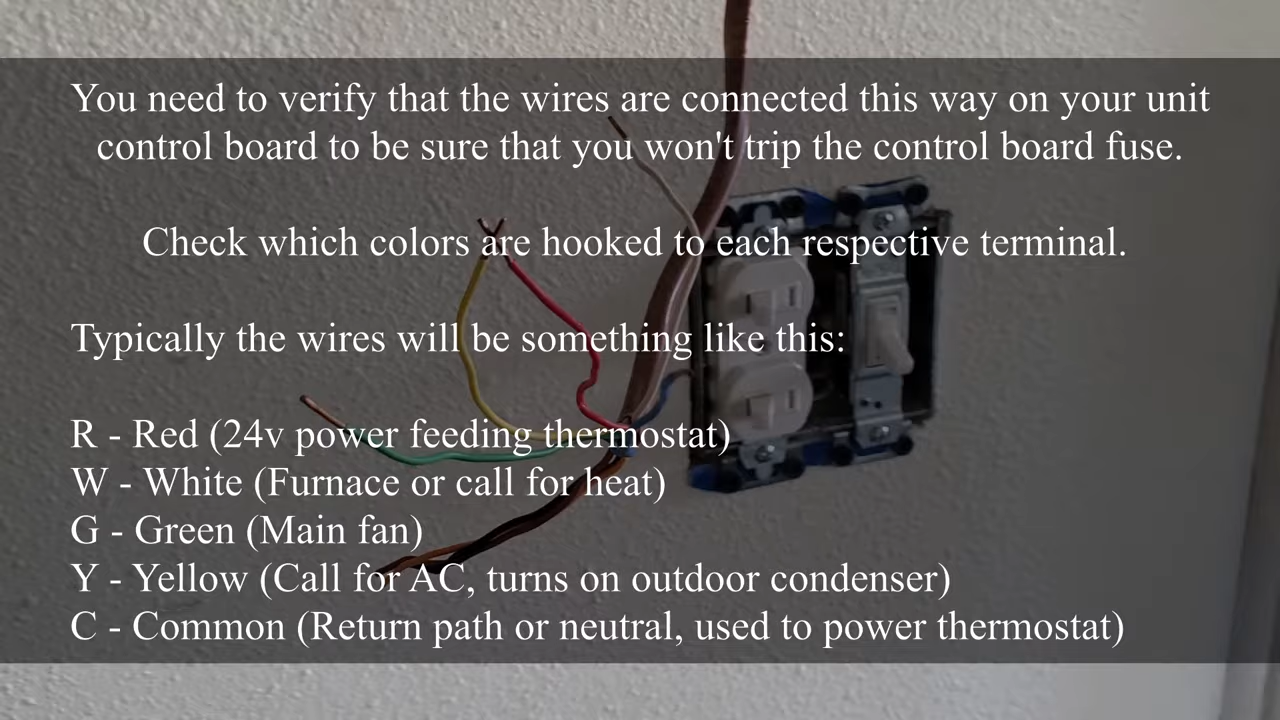 You need to verify that the wires are connected this way on your unit
control board to be sure that you won't trip the control board fuse.
Check which colors are hooked to each respective terminal.
Typically the wires will be something like this:
R - Red (24v power feeding thermostat)
W - White (Furnace or call for heat)
G - Green (Main fan)
Y - Yellow (Call for AC, turns on outdoor condenser)
C - Common (Return path or neutral, used to power thermostat)